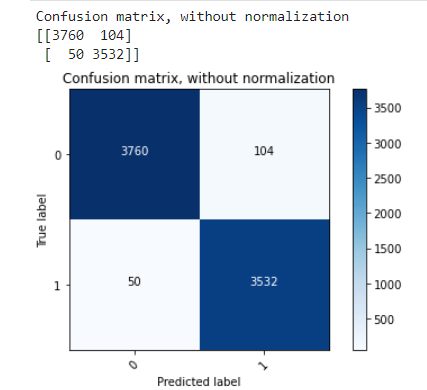 Confusion matrix, without normalization
[[3760  104]
 [  50 3532]]
Confusion matrix, without normalization
3760 104
50 3532
0
1
True label
0 1
Predicted label
3500
3000
2500
2000
1500
1000
500